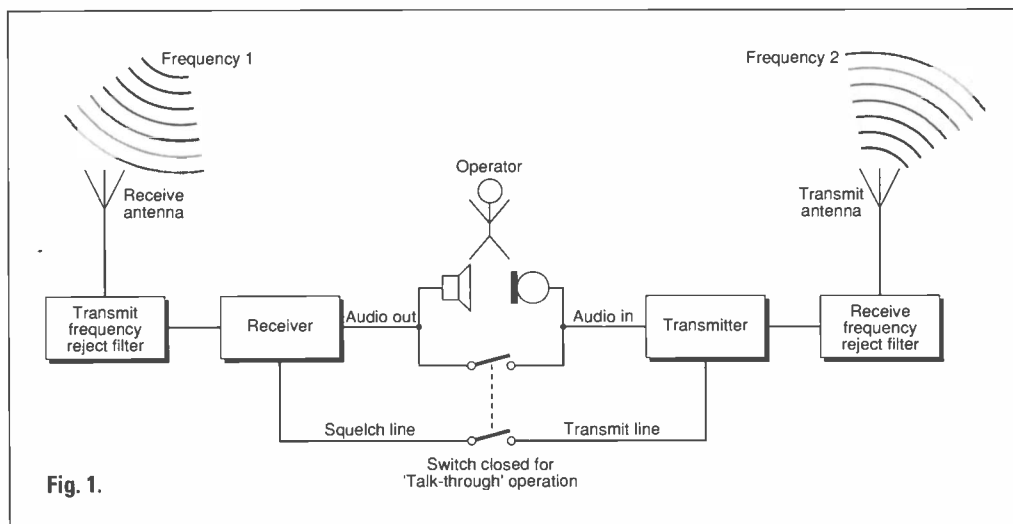 Frequency 1
Frequency 2
Operator
Receive
antenna
Transmit
antenna
Transmit
frequency
reject filter
Receiver
Audio out
Audio in
Transmitter
Receive
frequency
reject filter
Squelch line
Transmit line
Switch closed for
'Talk-through' operation
Fig. 1.